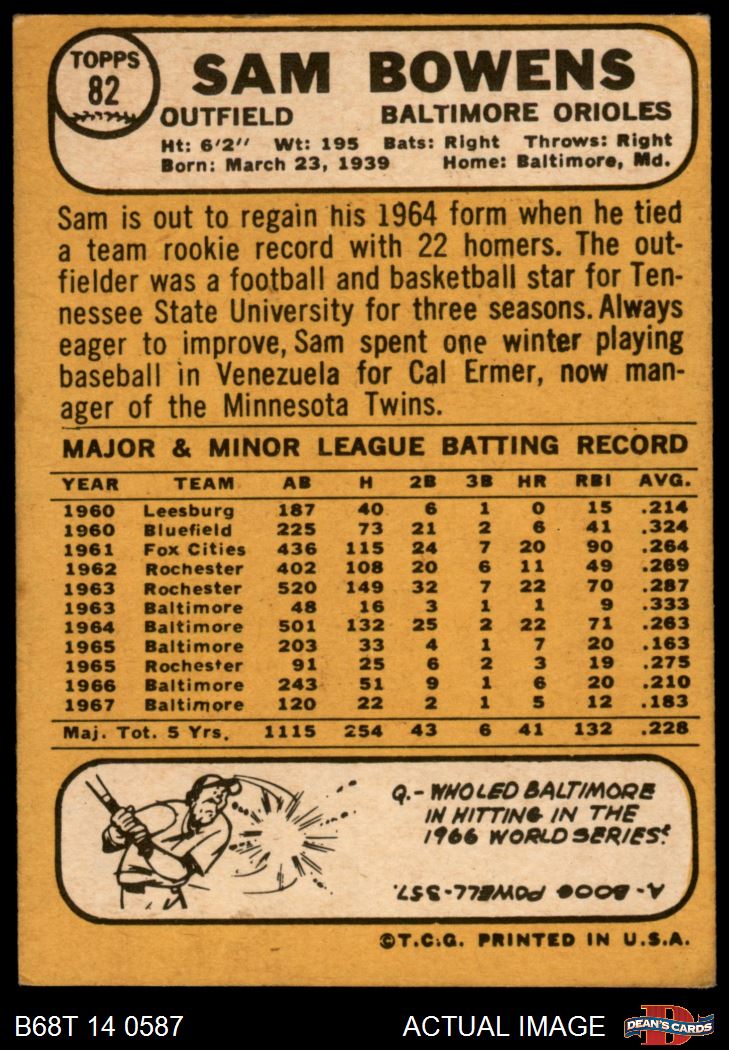 TOPPS
82
SAM BOWENS
OUTFIELD BALTIMORE ORIOLES
Ht: 6'2" Wt: 195 Bats: Right Throws: Right
Born: March 23, 1939 Home: Baltimore, Md.
Sam is out to regain his 1964 form when he tied
a team rookie record with 22 homers. The out-
fielder was a football and basketball star for Ten-
nessee State University for three seasons. Always
eager to improve, Sam spent one winter playing
baseball in Venezuela for Cal Ermer, now man-
ager of the Minnesota Twins.
MAJOR & MINOR LEAGUE BATTING RECORD
YEAR TEAM AB H 2B 3B HR RBI AVG.
1960 Leesburg 187 40 6 1 0 15 .214
1960 Bluefield 225 73 21 2 6 41 .324
1961 Fox Cities 436 115 24 7 20 90 .264
1962 Rochester 402 108 20 6 11 49 .269
1963 Rochester 520 149 32 7 22 70 .287
1963 Baltimore 48 16 3 1 1 9 .333
1964 Baltimore 501 132 25 2 22 71 .263
1965 Baltimore 203 33 4 1 7 20 .163
1965 Rochester 91 25 6 2 3 19 .275
1966 Baltimore 243 51 9 1 6 20 .210
1967 Baltimore 120 22 2 1 5 12 .183
Maj. Tot. 5 Yrs. 1115 254 43 6 41 132 .228
Q.- WHO LED BALTIMORE
IN HITTING IN THE
1966 WORLD SERIES?
A- BOOG POWELL-.357.
©T.C.G. PRINTED IN U.S.A.
B68T 14 0587 ACTUAL IMAGE DEAN'S CARDS